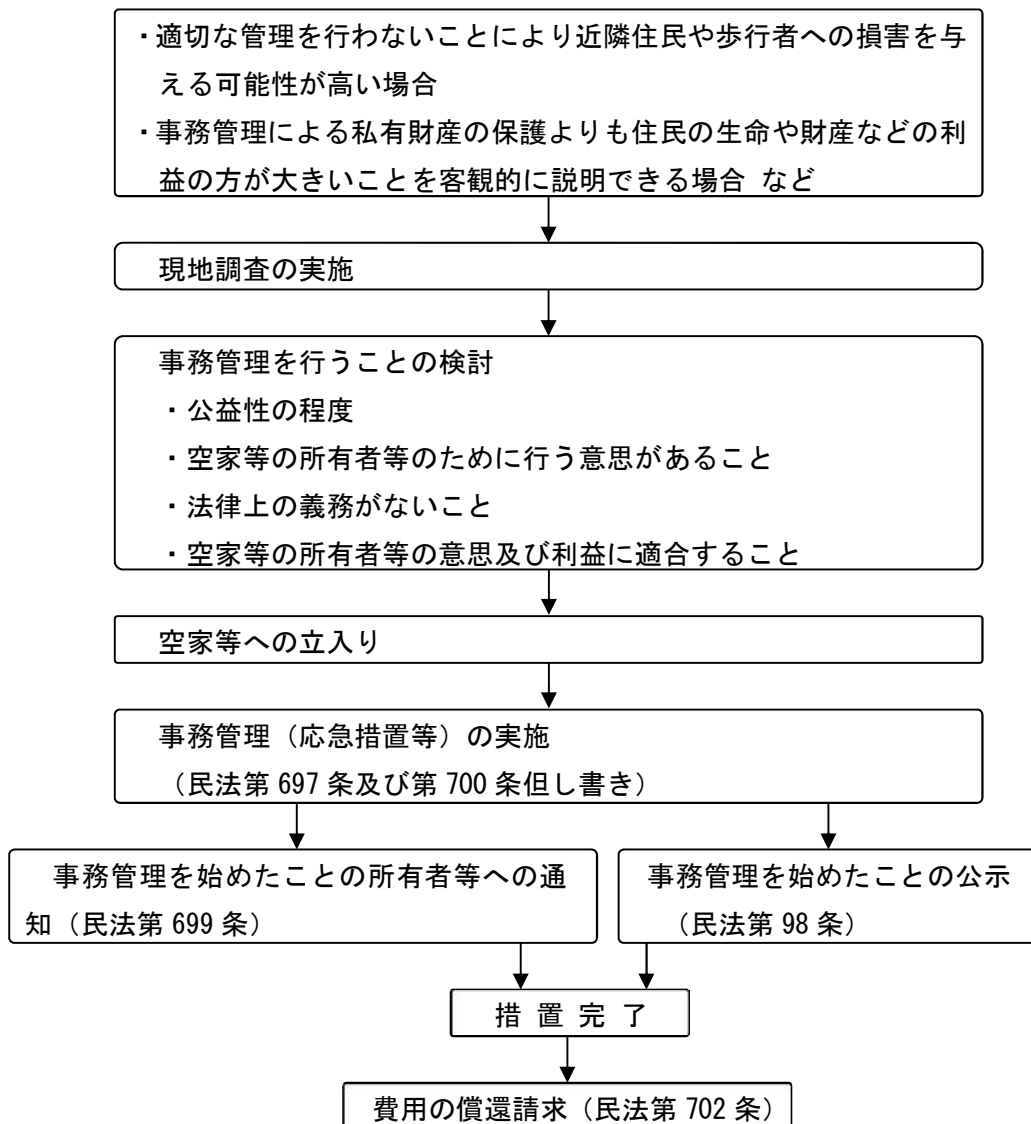 ・適切な管理を行わないことにより近隣住民や歩行者への損害を与
える可能性が高い場合
・事務管理による私有財産の保護よりも住民の生命や財産などの利
益の方が大きいことを客観的に説明できる場合 など
現地調査の実施
事務管理を行うことの検討
・公益性の程度
・空家等の所有者等のために行う意思があること
・法律上の義務がないこと
・空家等の所有者等の意思及び利益に適合すること
空家等への立入り
事務管理（応急措置等）の実施
（民法第 697 条及び第 700 条但し書き）
事務管理を始めたことの所有者等への通
知（民法第 699 条）
事務管理を始めたことの公示
（民法第 98 条）
措 置 完 了
費用の償還請求（民法第 702 条）